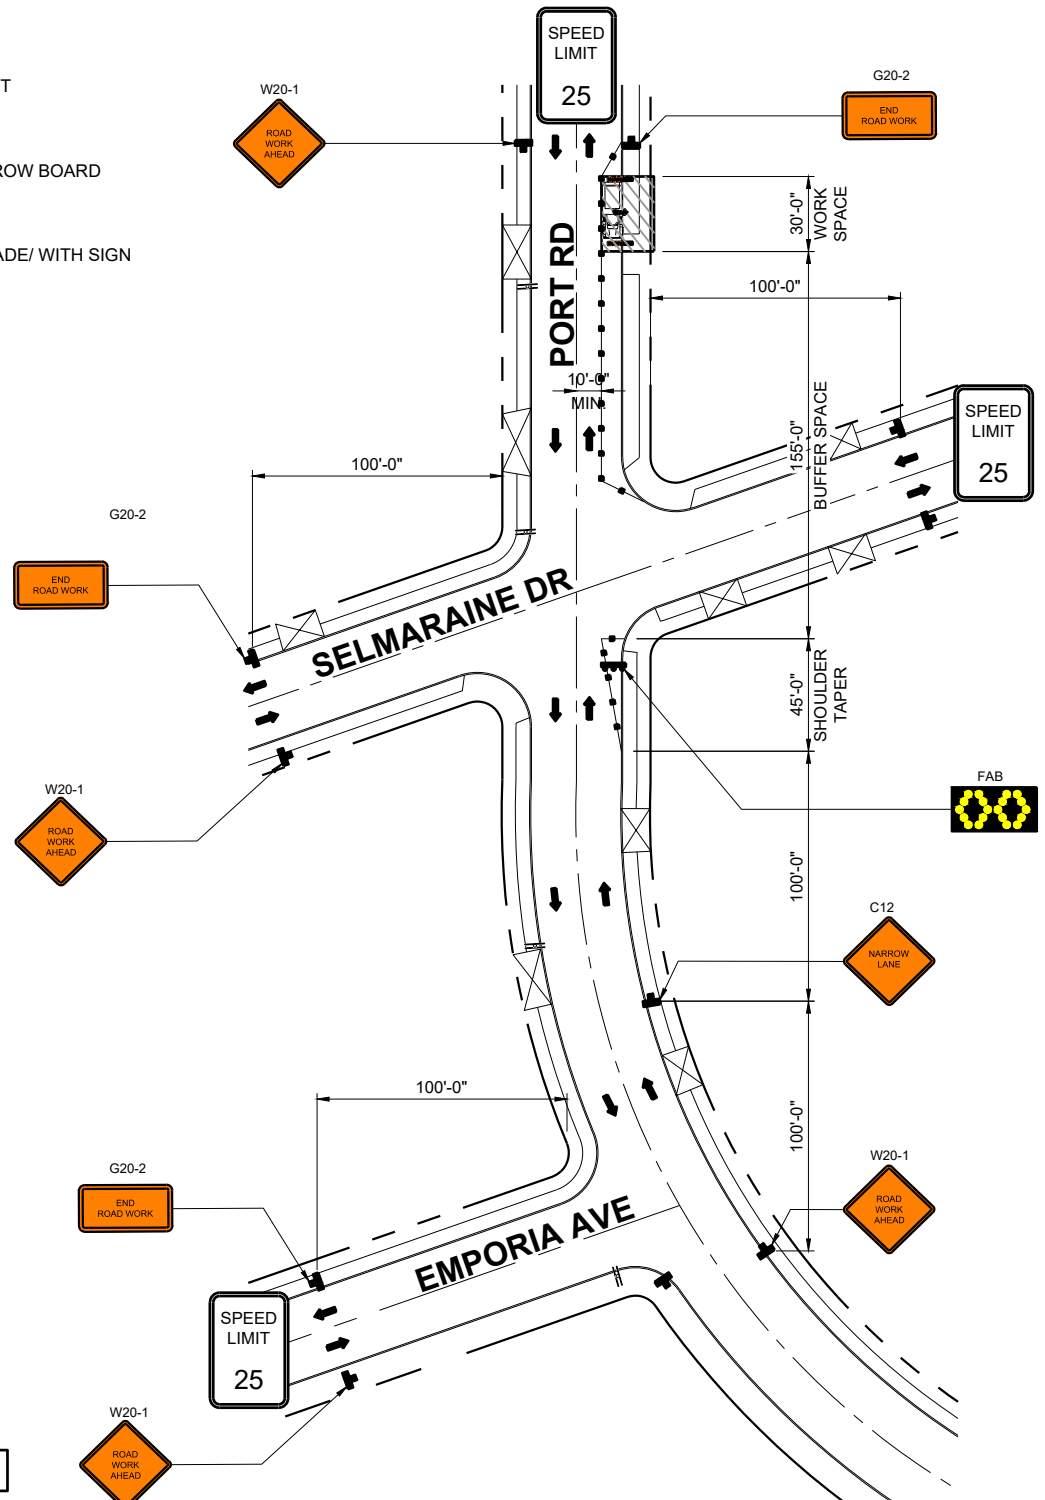 T
ROW BOARD
ADE/ WITH SIGN
SPEED
LIMIT
25
W20-1
ROAD
WORK
AHEAD
G20-2
END
ROAD WORK
PORT RD
30'-0"
WORK
SPACE
100'-0"
10'-0"
MIN.
155'-0"
BUFFER SPACE
SPEED
LIMIT
25
100'-0"
G20-2
END
ROAD WORK
SELMARAINE DR
45'-0"
SHOULDER
TAPER
W20-1
ROAD
WORK
AHEAD
FAB
100'-0"
C12
NARROW
LANE
100'-0"
100'-0"
G20-2
END
ROAD WORK
W20-1
ROAD
WORK
AHEAD
EMPORIA AVE
SPEED
LIMIT
25
W20-1
ROAD
WORK
AHEAD